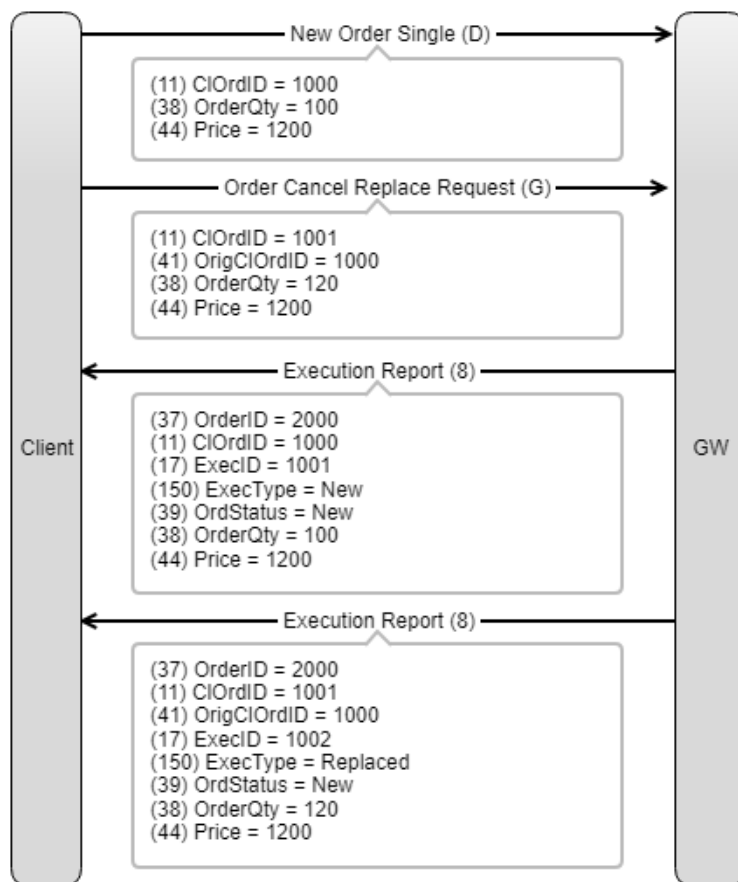 New Order Single (D)
(11) ClOrdID = 1000
(38) OrderQty = 100
(44) Price = 1200
Order Cancel Replace Request (G)
(11) ClOrdID = 1001
(41) OrigClOrdID = 1000
(38) OrderQty = 120
(44) Price = 1200
Execution Report (8)
Client
GW
(37) OrderID = 2000
(11) ClOrdID = 1000
(17) ExecID = 1001
(150) ExecType = New
(39) OrdStatus = New
(38) OrderQty = 100
(44) Price = 1200
Execution Report (8)
(37) OrderID = 2000
(11) ClOrdID = 1001
(41) OrigClOrdID = 1000
(17) ExecID = 1002
(150) ExecType = Replaced
(39) OrdStatus = New
(38) OrderQty = 120
(44) Price = 1200